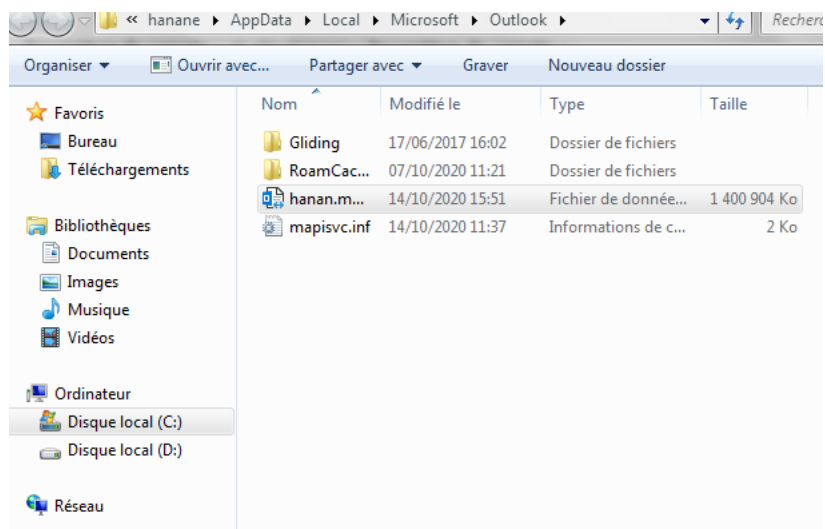 « hanane ▸ AppData ▸ Local ▸ Microsoft ▸ Outlook ▸
Organiser ▾ Ouvrir avec... Partager avec ▾ Graver Nouveau dossier
Favoris
Bureau
Téléchargements
Bibliothèques
Documents
Images
Musique
Vidéos
Ordinateur
Disque local (C:)
Disque local (D:)
Réseau
Nom Modifié le Type Taille
Gliding 17/06/2017 16:02 Dossier de fichiers
RoamCac... 07/10/2020 11:21 Dossier de fichiers
hanan.m... 14/10/2020 15:51 Fichier de donnée... 1 400 904 Ko
mapisvc.inf 14/10/2020 11:37 Informations de c... 2 Ko